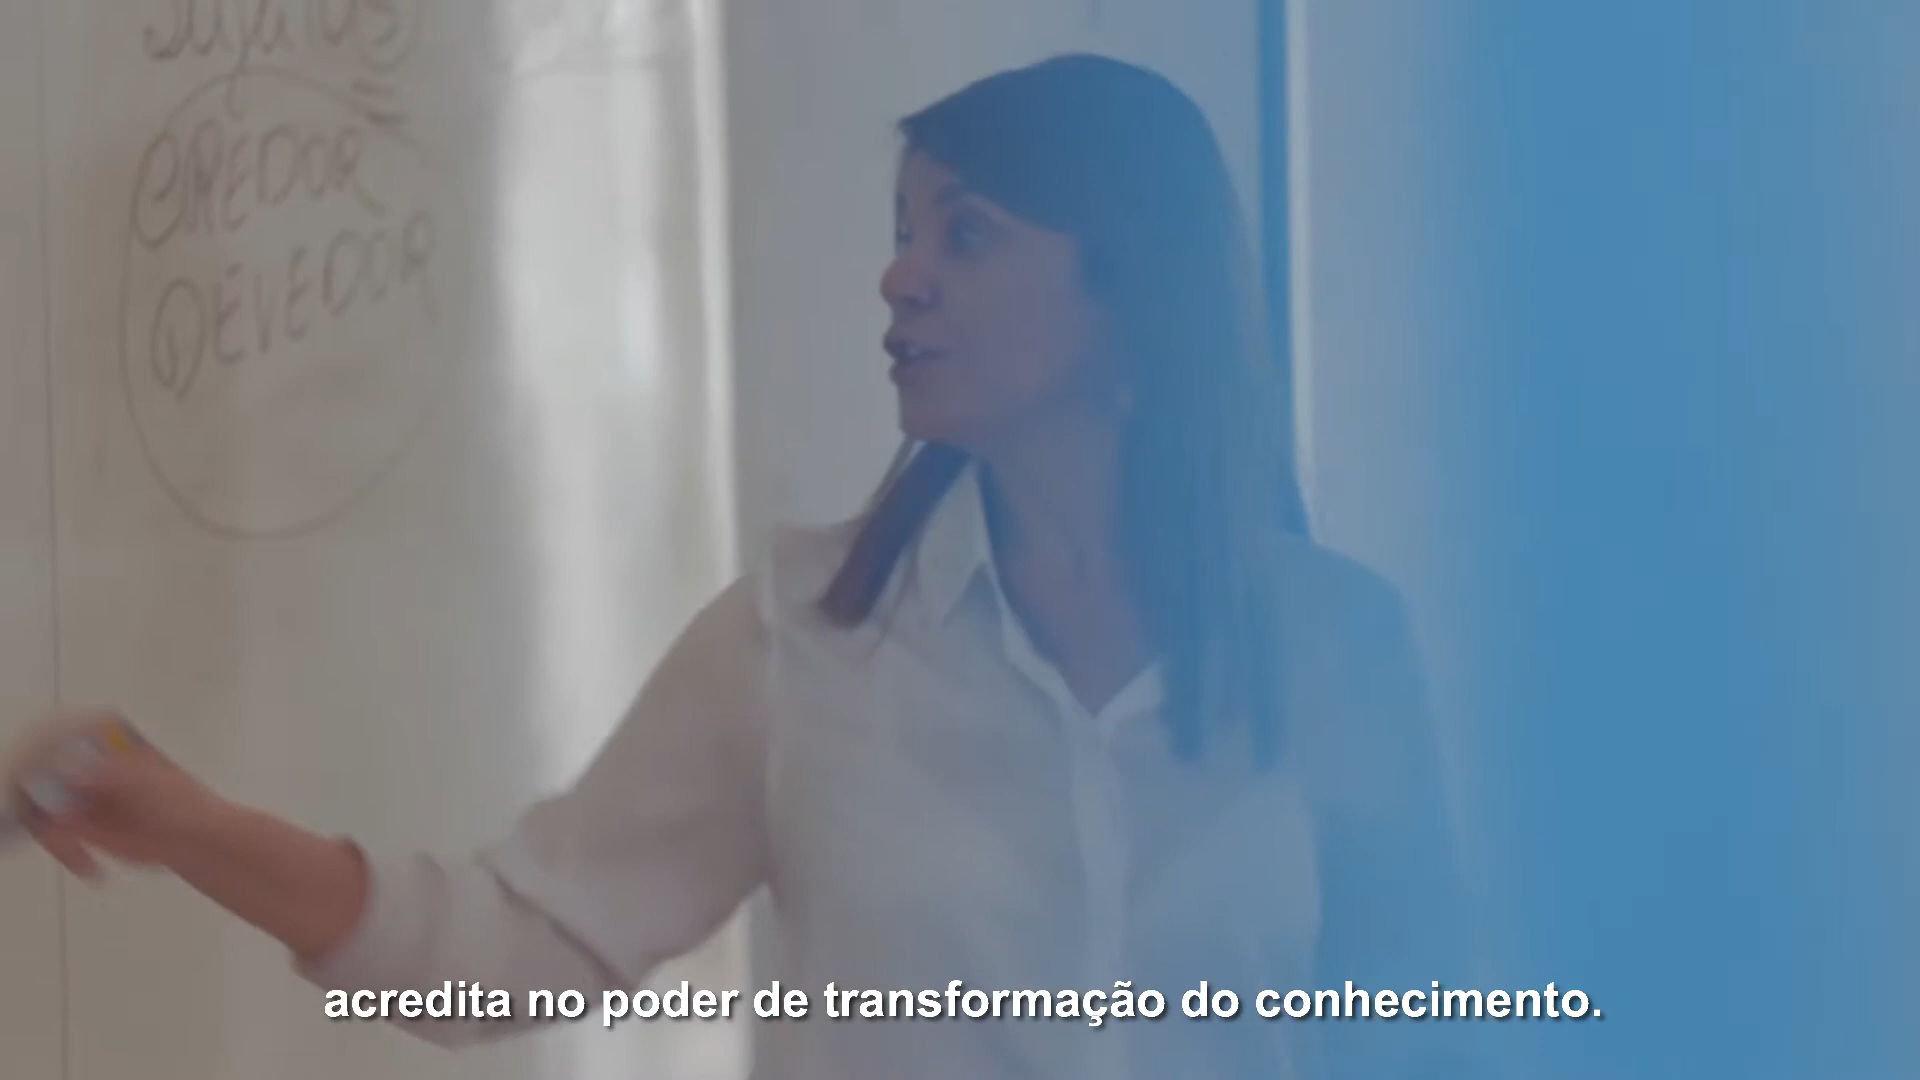 CREDOR
DEVEDOR
acredita no poder de transformação do conhecimento.